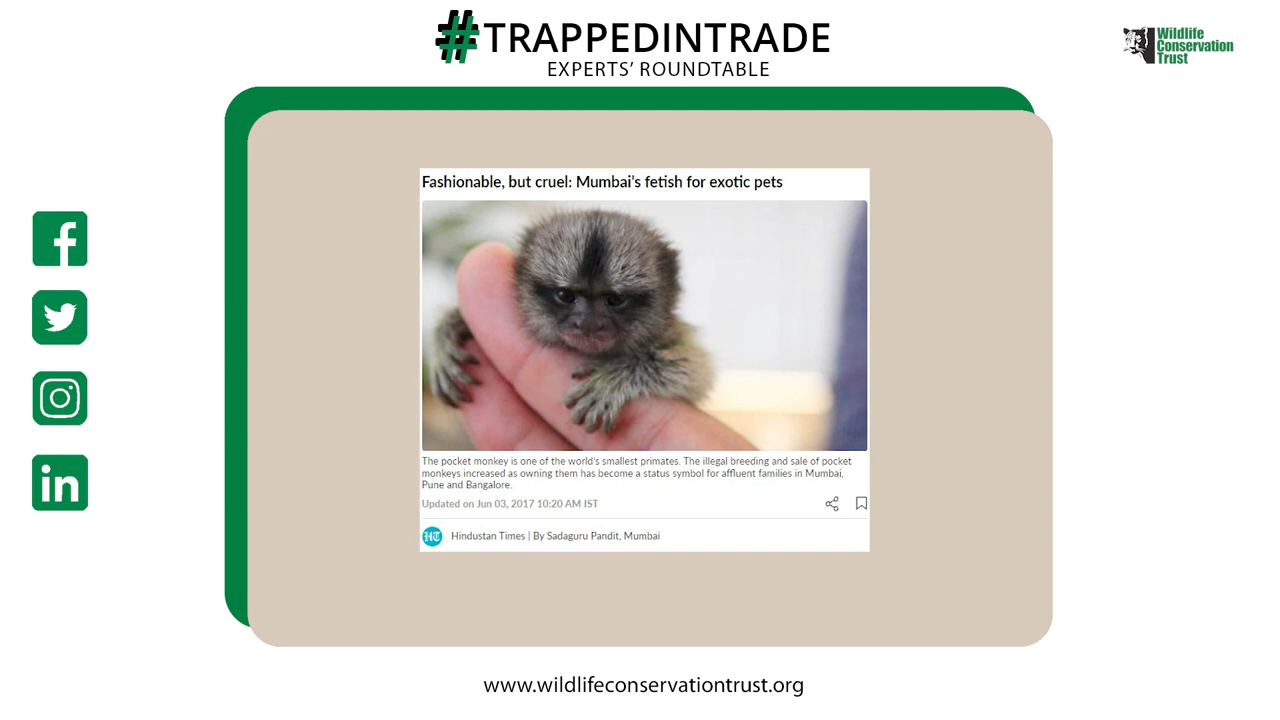 #TRAPPEDINTRADE
EXPERTS’ ROUNDTABLE
Wildlife
Conservation
Trust
Fashionable, but cruel: Mumbai’s fetish for exotic pets
The pocket monkey is one of the world's smallest primates. The illegal breeding and sale of pocket
monkeys increased as owning them has become a status symbol for affluent families in Mumbai,
Pune and Bangalore.
Updated on Jun 03, 2017 10:20 AM IST
HT
Hindustan Times | By Sadaguru Pandit, Mumbai
www.wildlifeconservationtrust.org